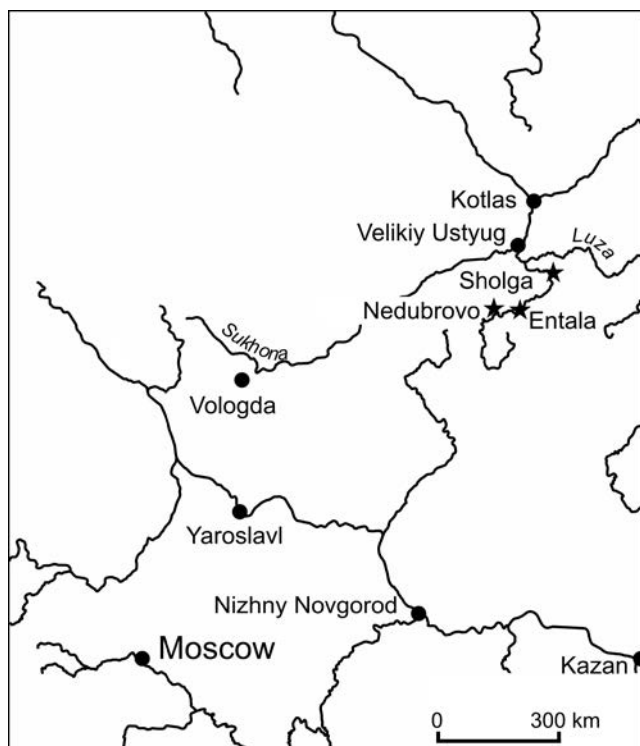 Kotlas
Velikiy Ustyug
Luza
Sholga
Nedubrovo
Entala
Sukhona
Vologda
Yaroslavl
Nizhny Novgorod
Moscow
Kazan
0 300 km